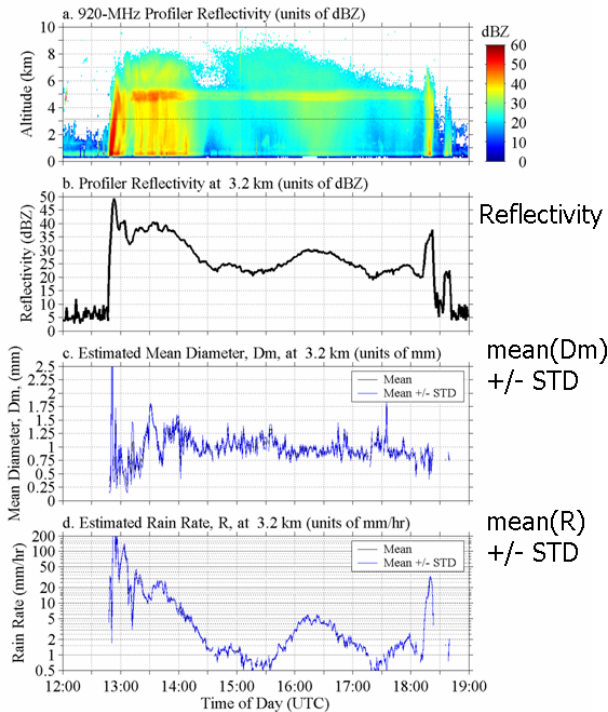 a. 920-MHz Profiler Reflectivity (units of dBZ)
dBZ
Altitude (km)
10
8
6
4
2
0
60
50
40
30
20
10
0
b. Profiler Reflectivity at 3.2 km (units of dBZ)
Reflectivity
Reflectivity (dBZ)
50
45
40
35
30
25
20
15
10
5
0
c. Estimated Mean Diameter, Dm, at 3.2 km (units of mm)
mean(Dm)
+/- STD
Mean Diameter, Dm, (mm)
2.5
2.25
2
1.75
1.5
1.25
1
0.75
0.5
0.25
0
Mean
Mean +/- STD
d. Estimated Rain Rate, R, at 3.2 km (units of mm/hr)
mean(R)
+/- STD
Rain Rate (mm/hr)
200
100
50
20
10
5
2
1
0.5
Mean
Mean +/- STD
12:00 13:00 14:00 15:00 16:00 17:00 18:00 19:00
Time of Day (UTC)